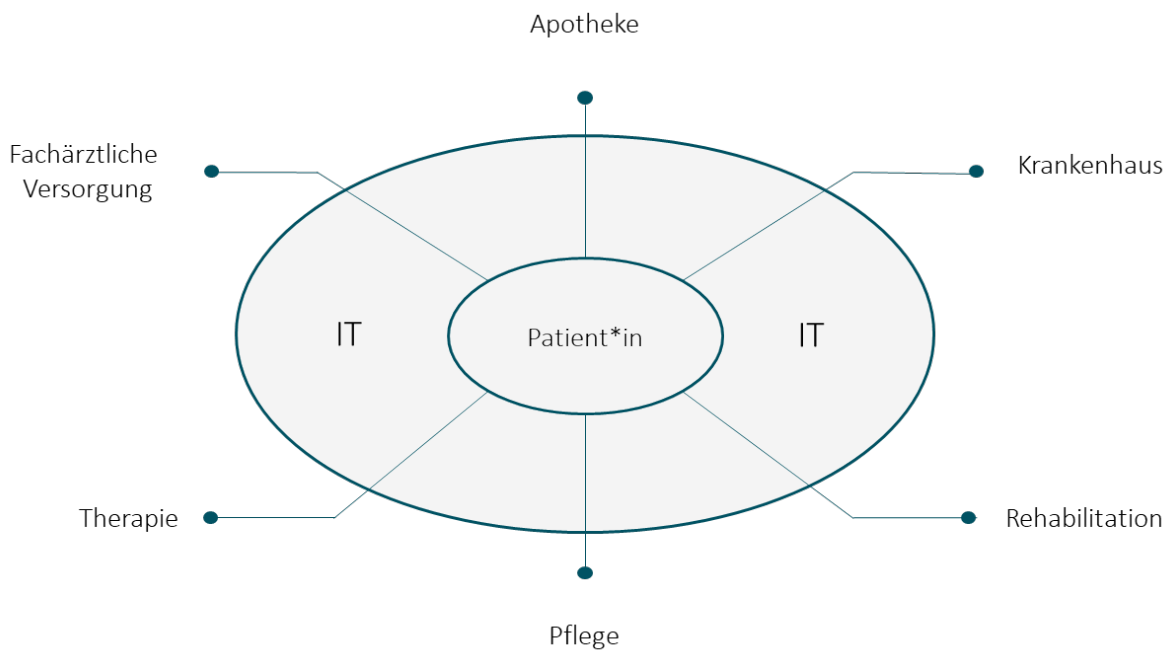 Apotheke
Fachärztliche
Versorgung
Krankenhaus
IT
Patient*in
IT
Therapie
Rehabilitation
Pflege